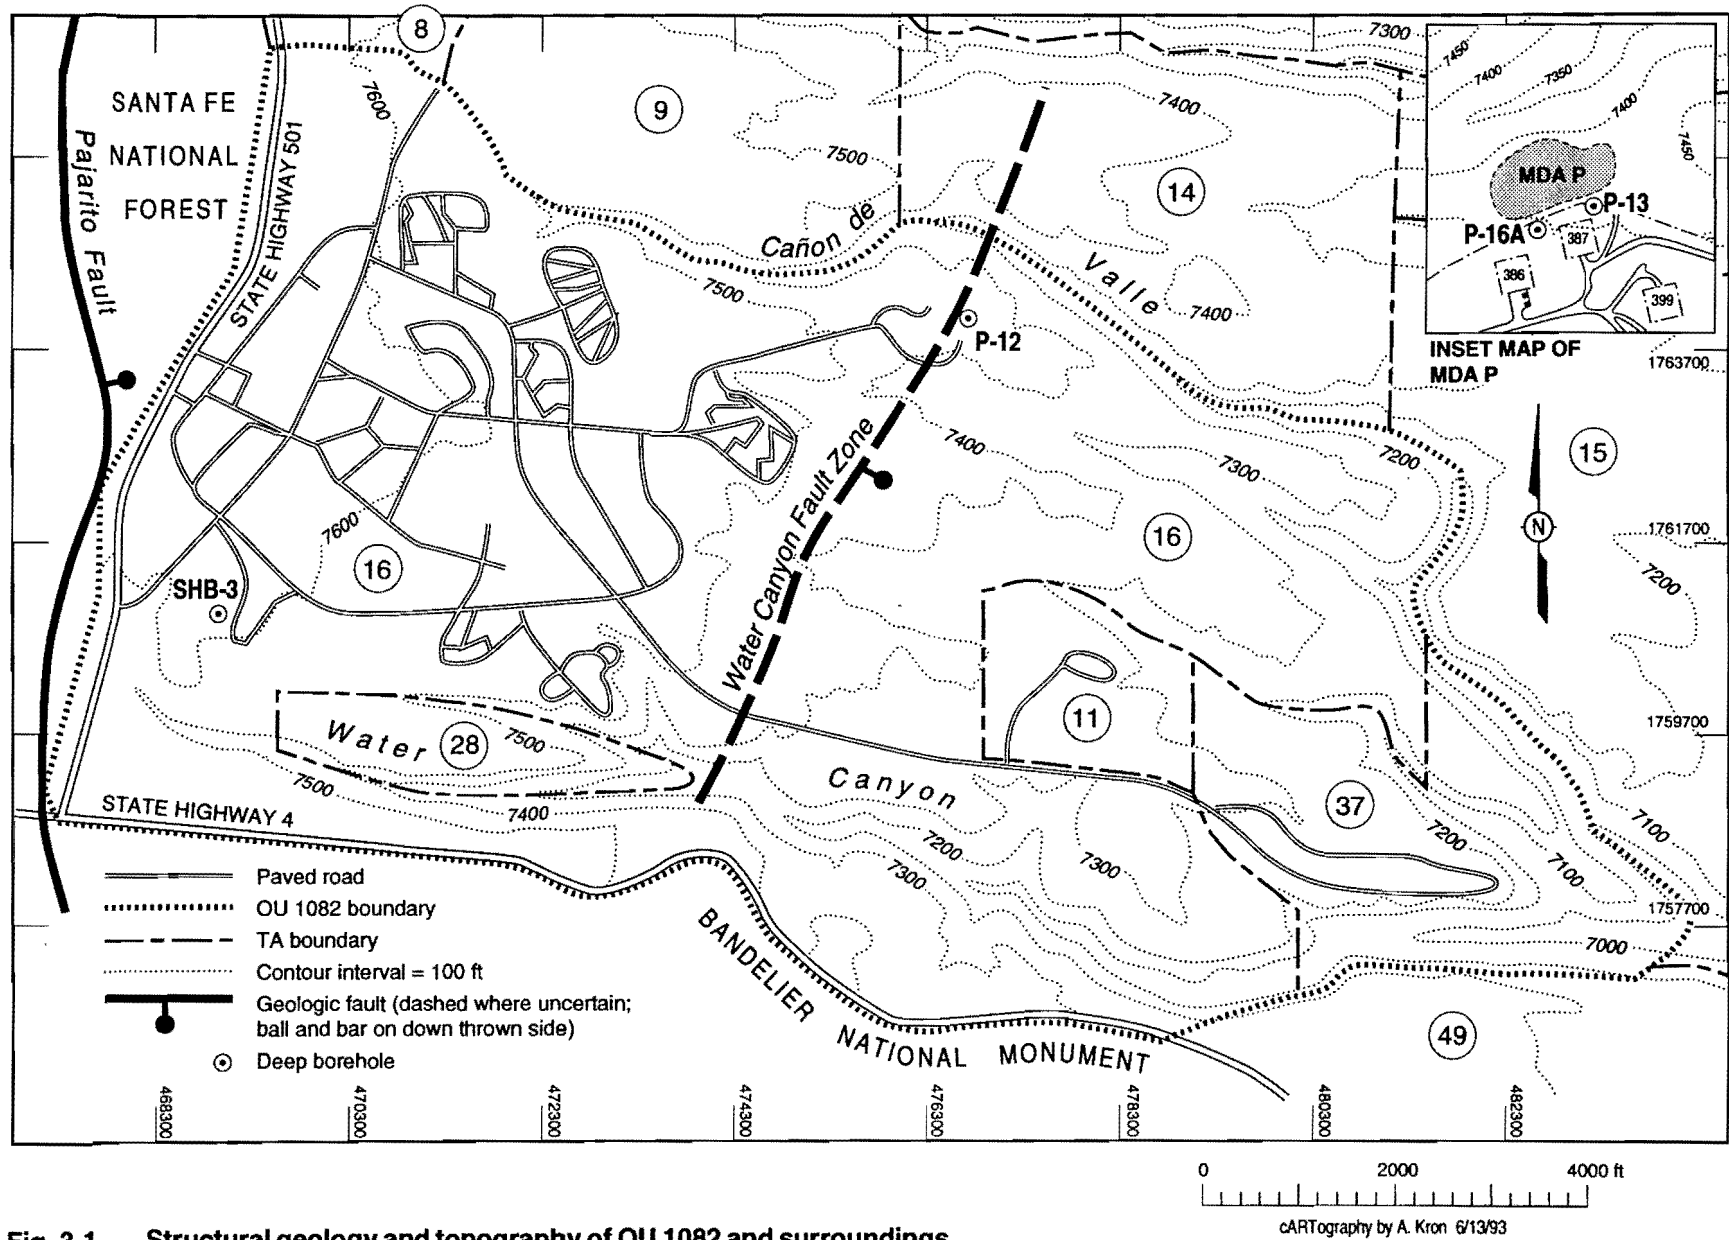 8
7300
7450
7400
7350
7400
7450
MDA P
P-13
P-16A
387
386
399
INSET MAP OF
MDA P
SANTA FE
NATIONAL
FOREST
Pajarito Fault
STATE HIGHWAY 501
7600
9
7500
7400
14
Cañon de
Valle
7500
7400
P-12
1763700
15
7400
7300
7200
Water Canyon Fault Zone
N
1761700
7600
16
16
7200
SHB-3
11
1759700
Water
28
7500
Canyon
7500
7400
37
STATE HIGHWAY 4
7200
7300
7300
7200
7100
7100
1757700
7000
BANDELIER NATIONAL MONUMENT
49
Paved road
OU 1082 boundary
TA boundary
Contour interval = 100 ft
Geologic fault (dashed where uncertain;
ball and bar on down thrown side)
Deep borehole
468300
470300
472300
474300
476300
478300
480300
482300
0 2000 4000 ft
cARTography by A. Kron 6/13/93
Fig. 3-1 Structural geology and topography of OU 1082 and surroundings